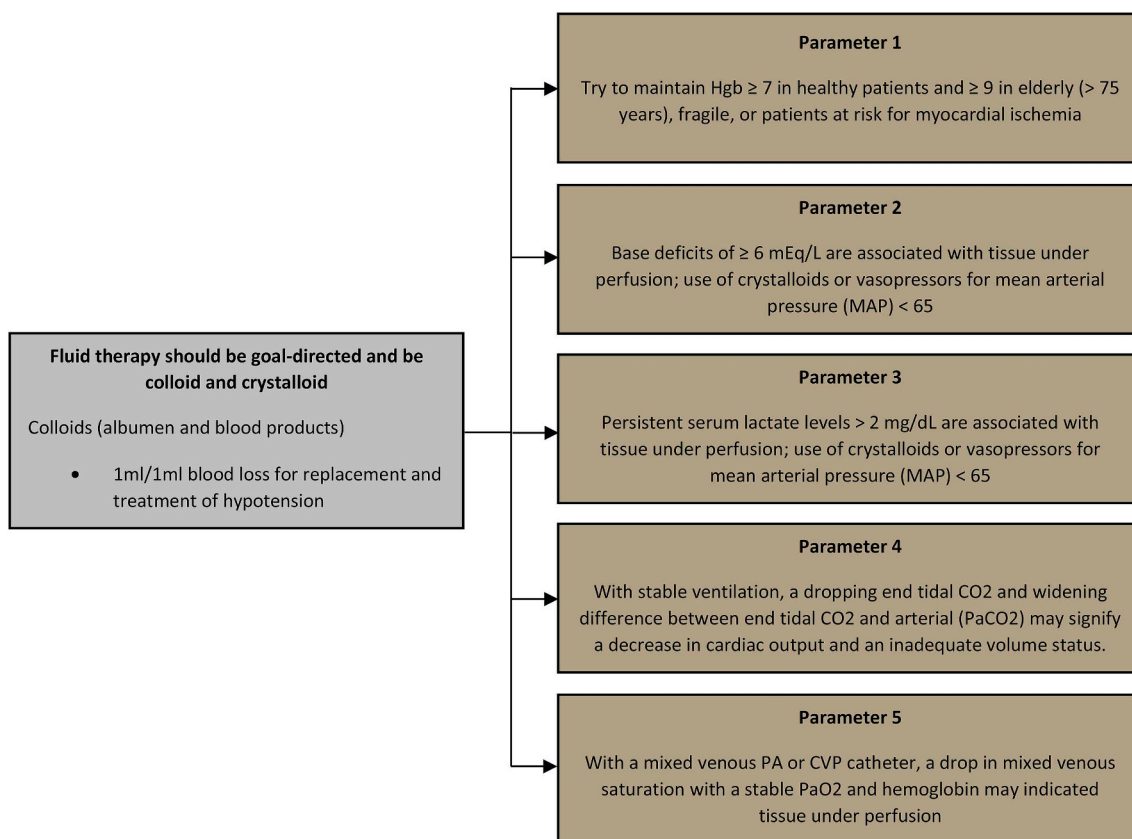 Fluid therapy should be goal-directed and be
colloid and crystalloid
Colloids (albumen and blood products)
• 1ml/1ml blood loss for replacement and
treatment of hypotension
Parameter 1
Try to maintain Hgb ≥ 7 in healthy patients and ≥ 9 in elderly (> 75
years), fragile, or patients at risk for myocardial ischemia
Parameter 2
Base deficits of ≥ 6 mEq/L are associated with tissue under
perfusion; use of crystalloids or vasopressors for mean arterial
pressure (MAP) < 65
Parameter 3
Persistent serum lactate levels > 2 mg/dL are associated with
tissue under perfusion; use of crystalloids or vasopressors for
mean arterial pressure (MAP) < 65
Parameter 4
With stable ventilation, a dropping end tidal CO2 and widening
difference between end tidal CO2 and arterial (PaCO2) may signify
a decrease in cardiac output and an inadequate volume status.
Parameter 5
With a mixed venous PA or CVP catheter, a drop in mixed venous
saturation with a stable PaO2 and hemoglobin may indicated
tissue under perfusion